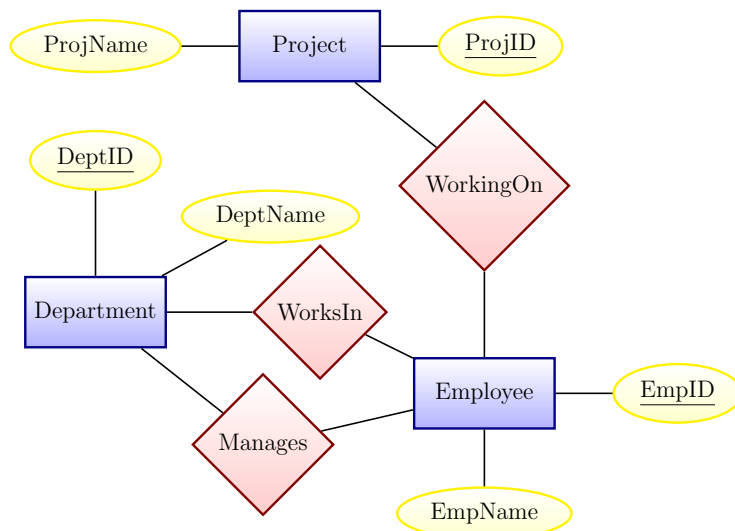 ProjName
Project
ProjID
DeptID
WorkingOn
DeptName
Department
WorksIn
Employee
EmpID
Manages
EmpName